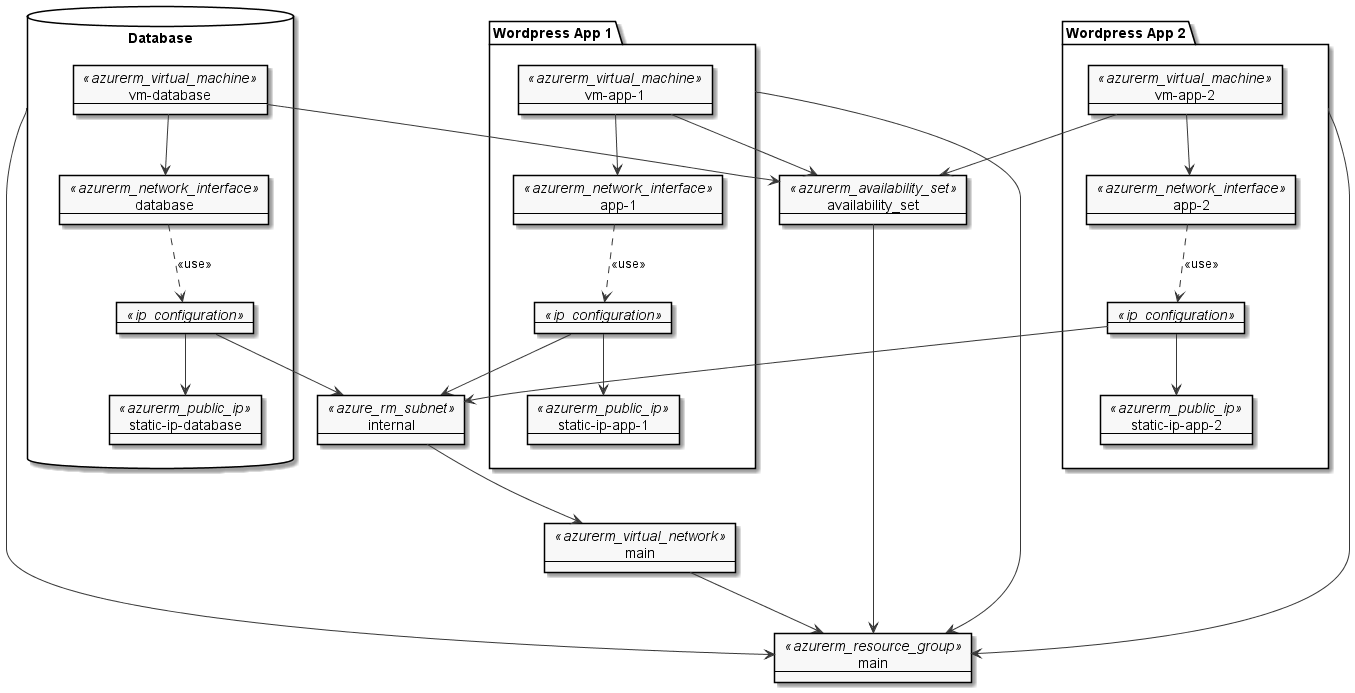 Database
«azurerm_virtual_machine»
vm-database
«azurerm_network_interface»
database
«use»
«ip_configuration»
«azurerm_public_ip»
static-ip-database
Wordpress App 1
«azurerm_virtual_machine»
vm-app-1
«azurerm_network_interface»
app-1
«use»
«ip_configuration»
«azurerm_public_ip»
static-ip-app-1
Wordpress App 2
«azurerm_virtual_machine»
vm-app-2
«azurerm_network_interface»
app-2
«use»
«ip_configuration»
«azurerm_public_ip»
static-ip-app-2
«azurerm_availability_set»
availability_set
«azure_rm_subnet»
internal
«azurerm_virtual_network»
main
«azurerm_resource_group»
main